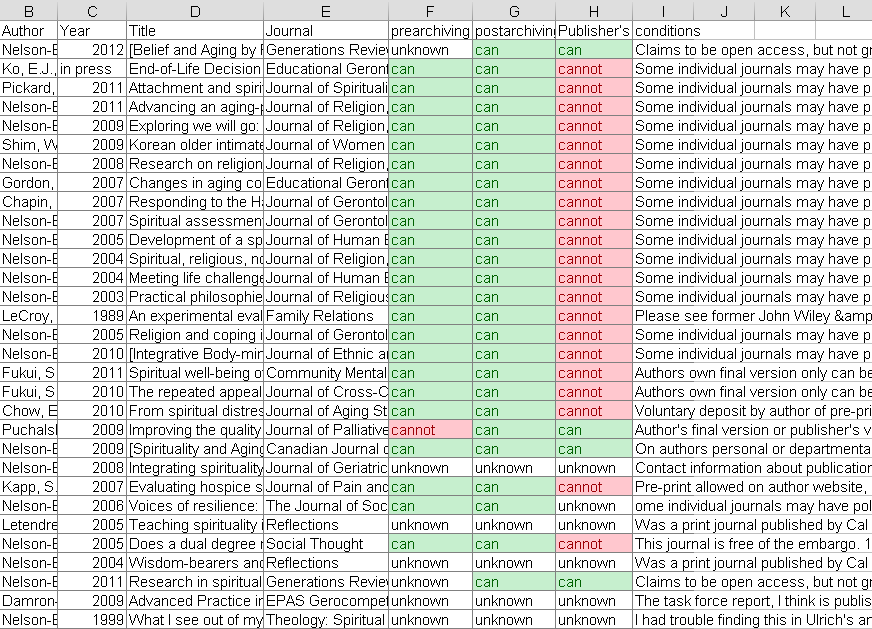 B C D E F G H I J K L
Author Year Title Journal prearchiving postarchiving Publisher's conditions
Nelson-B 2012 [Belief and Aging by Generations Review unknown can can Claims to be open access, but not gr
Ko, E.J., in press End-of-Life Decision Educational Geront can can cannot Some individual journals may have p
Pickard, 2011 Attachment and spiri Journal of Spirituali can can cannot Some individual journals may have p
Nelson-B 2011 Advancing an aging- Journal of Religion, can can cannot Some individual journals may have p
Nelson-B 2009 Exploring we will go: Journal of Religion, can can cannot Some individual journals may have p
Shim, W 2009 Korean older intimate Journal of Women can can cannot Some individual journals may have p
Nelson-B 2008 Research on religion Journal of Religion, can can cannot Some individual journals may have p
Gordon, 2007 Changes in aging co Educational Geront can can cannot Some individual journals may have p
Chapin, 2007 Responding to the Ha Journal of Gerontol can can cannot Some individual journals may have p
Nelson-B 2007 Spiritual assessmen Journal of Gerontol can can cannot Some individual journals may have p
Nelson-B 2005 Development of a sp Journal of Human B can can cannot Some individual journals may have p
Nelson-B 2004 Spiritual, religious, no Journal of Gerontol can can cannot Some individual journals may have p
Nelson-B 2004 Meeting life challenge Journal of Human B can can cannot Some individual journals may have p
Nelson-B 2003 Practical philosophie Journal of Religious can can cannot Some individual journals may have p
LeCroy, 1989 An experimental eval Family Relations can can cannot Please see former John Wiley &amp
Nelson-B 2005 Religion and coping i Journal of Gerontol can can cannot Some individual journals may have p
Nelson-B 2010 [Integrative Body-min Journal of Ethnic an can can cannot Some individual journals may have p
Fukui, S 2011 Spiritual well-being o Community Mental can can cannot Authors own final version only can be
Fukui, S 2010 The repeated appeal Journal of Cross-C can can cannot Authors own final version only can be
Chow, E 2010 From spiritual distres Journal of Aging St can can cannot Voluntary deposit by author of pre-pri
Puchalsl 2009 Improving the quality Journal of Palliative cannot can can Author's final version or publisher's v
Nelson-B 2009 [Spirituality and Aging Canadian Journal o can can can On authors personal or departmenta
Nelson-B 2008 Integrating spirituality Journal of Geriatric unknown unknown unknown Contact information about publication
Kapp, S. 2007 Evaluating hospice s Journal of Pain and can can cannot Pre-print allowed on author website,
Nelson-B 2006 Voices of resilience: The Journal of Soc can can unknown ome individual journals may have pol
Letendre 2005 Teaching spirituality i Reflections unknown unknown unknown Was a print journal published by Cal
Nelson-B 2005 Does a dual degree r Social Thought can can cannot This journal is free of the embargo. 1
Nelson-B 2004 Wisdom-bearers and Reflections unknown unknown unknown Was a print journal published by Cal
Nelson-B 2011 Research in spiritual Generations Review unknown can can Claims to be open access, but not gr
Damron- 2009 Advanced Practice in EPAS Gerocompet unknown unknown unknown The task force report, I think is publis
Nelson-B 1999 What I see out of my Theology: Spiritual unknown unknown unknown I had trouble finding this in Ulrich's an